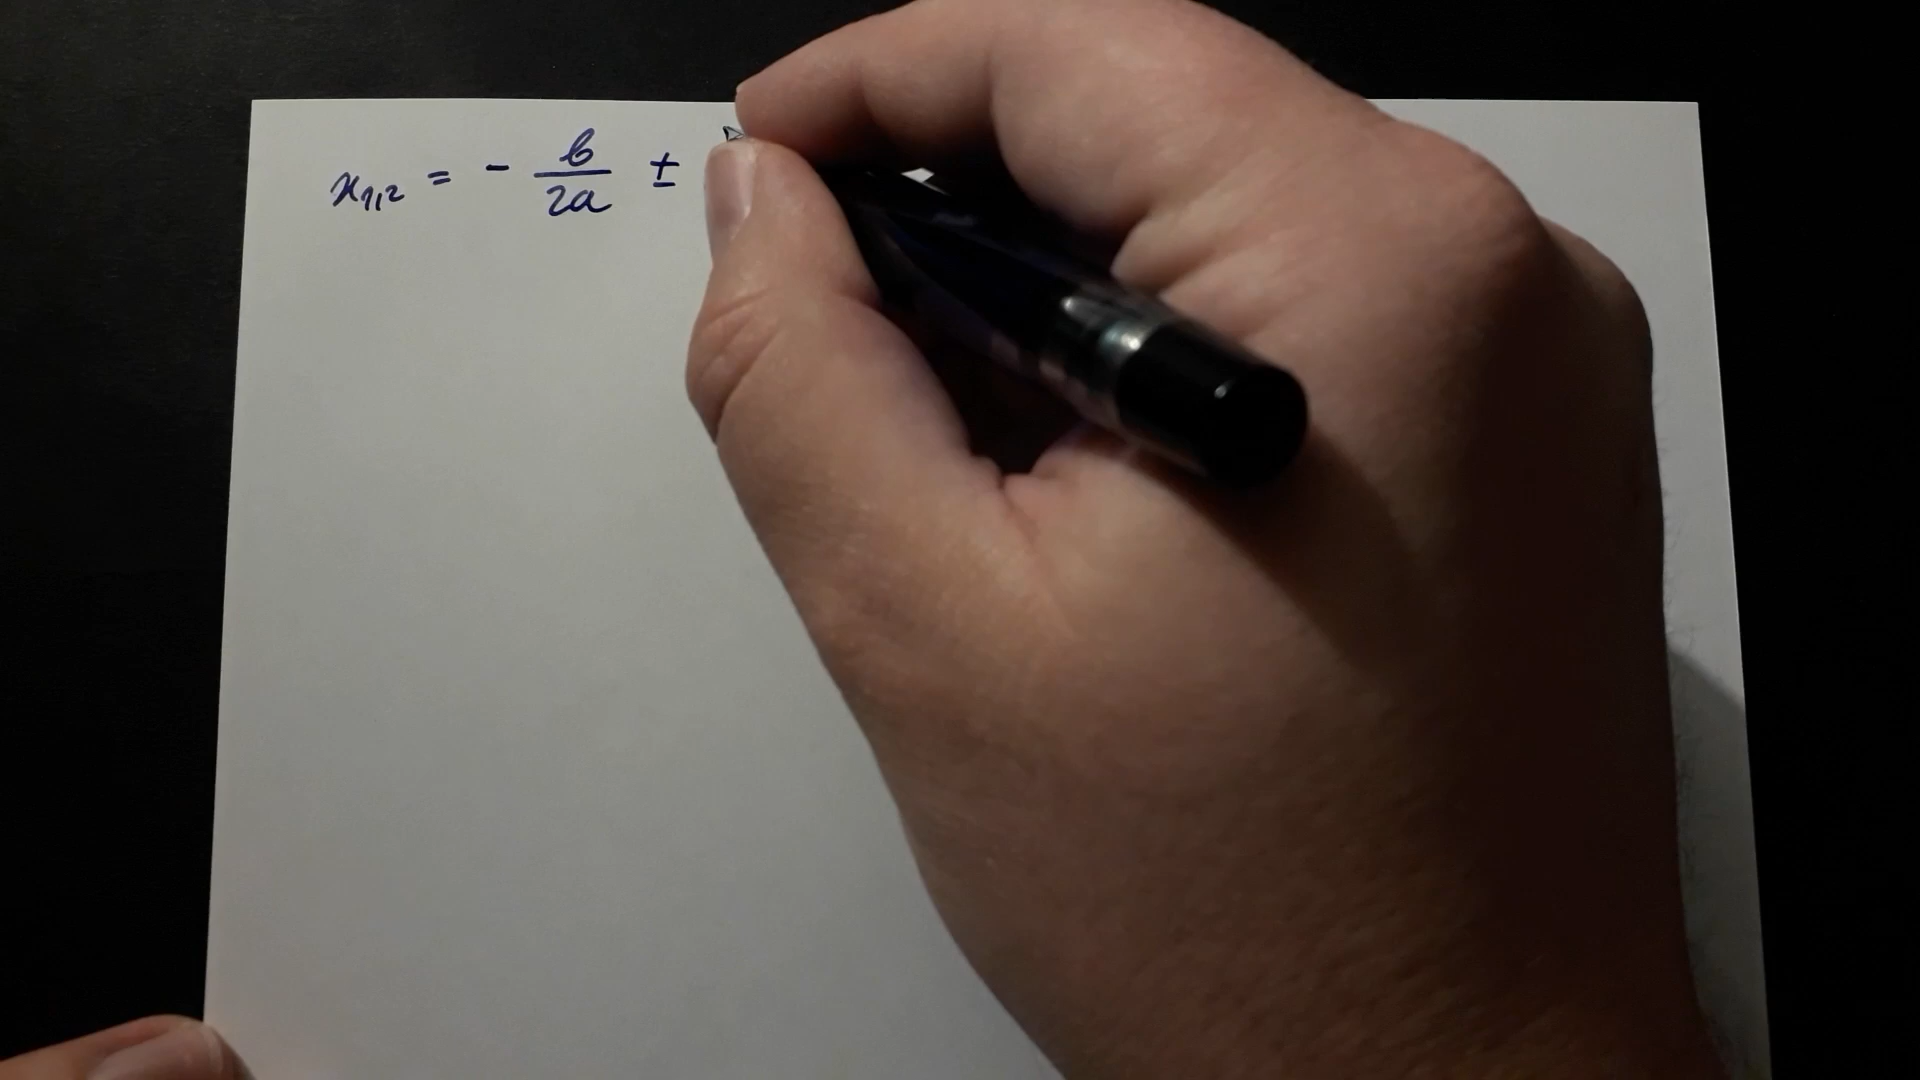 x₁,₂ = - b/2a ±